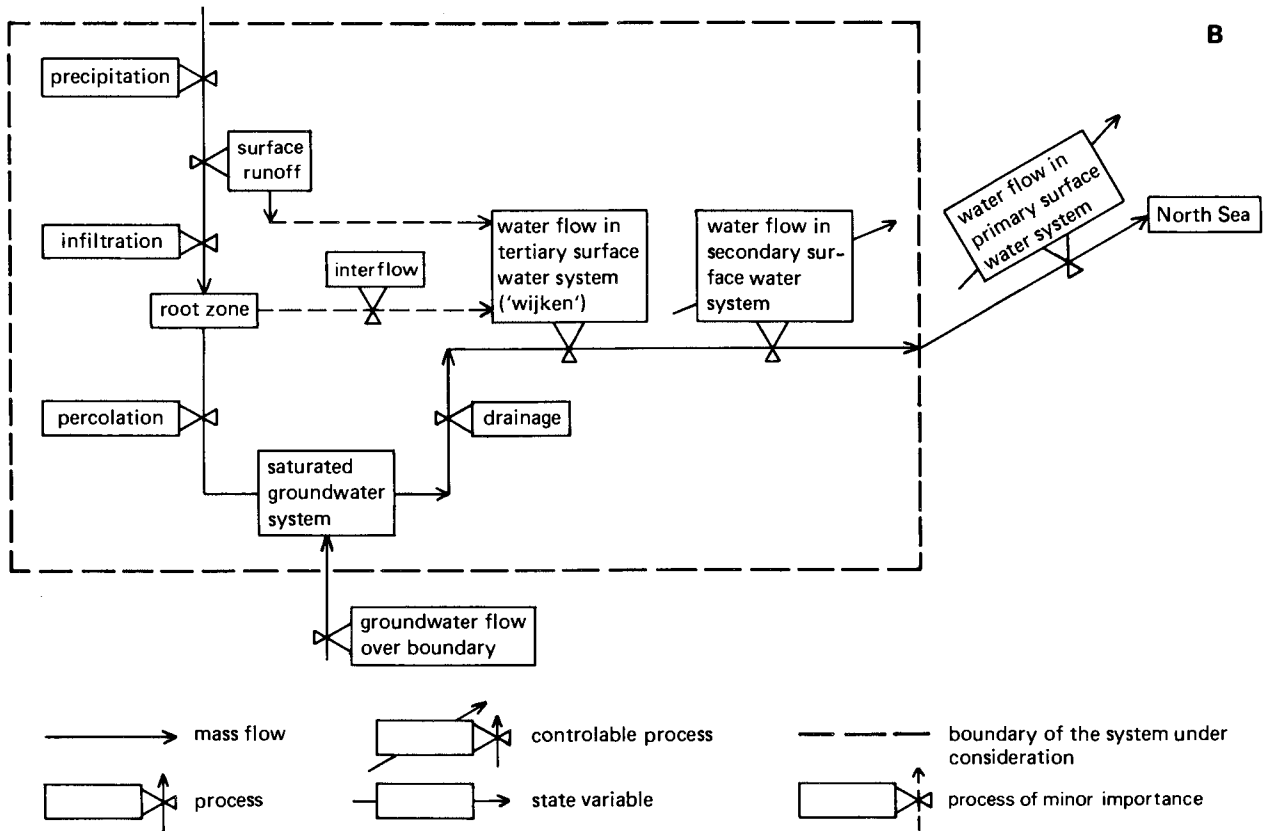 B
precipitation
surface
runoff
infiltration
interflow
root zone
water flow in
tertiary surface
water system
('wijken')
water flow in
secondary sur-
face water
system
water flow in
primary surface
water system
North Sea
percolation
drainage
saturated
groundwater
system
groundwater flow
over boundary
mass flow
controlable process
boundary of the system under
consideration
process
state variable
process of minor importance